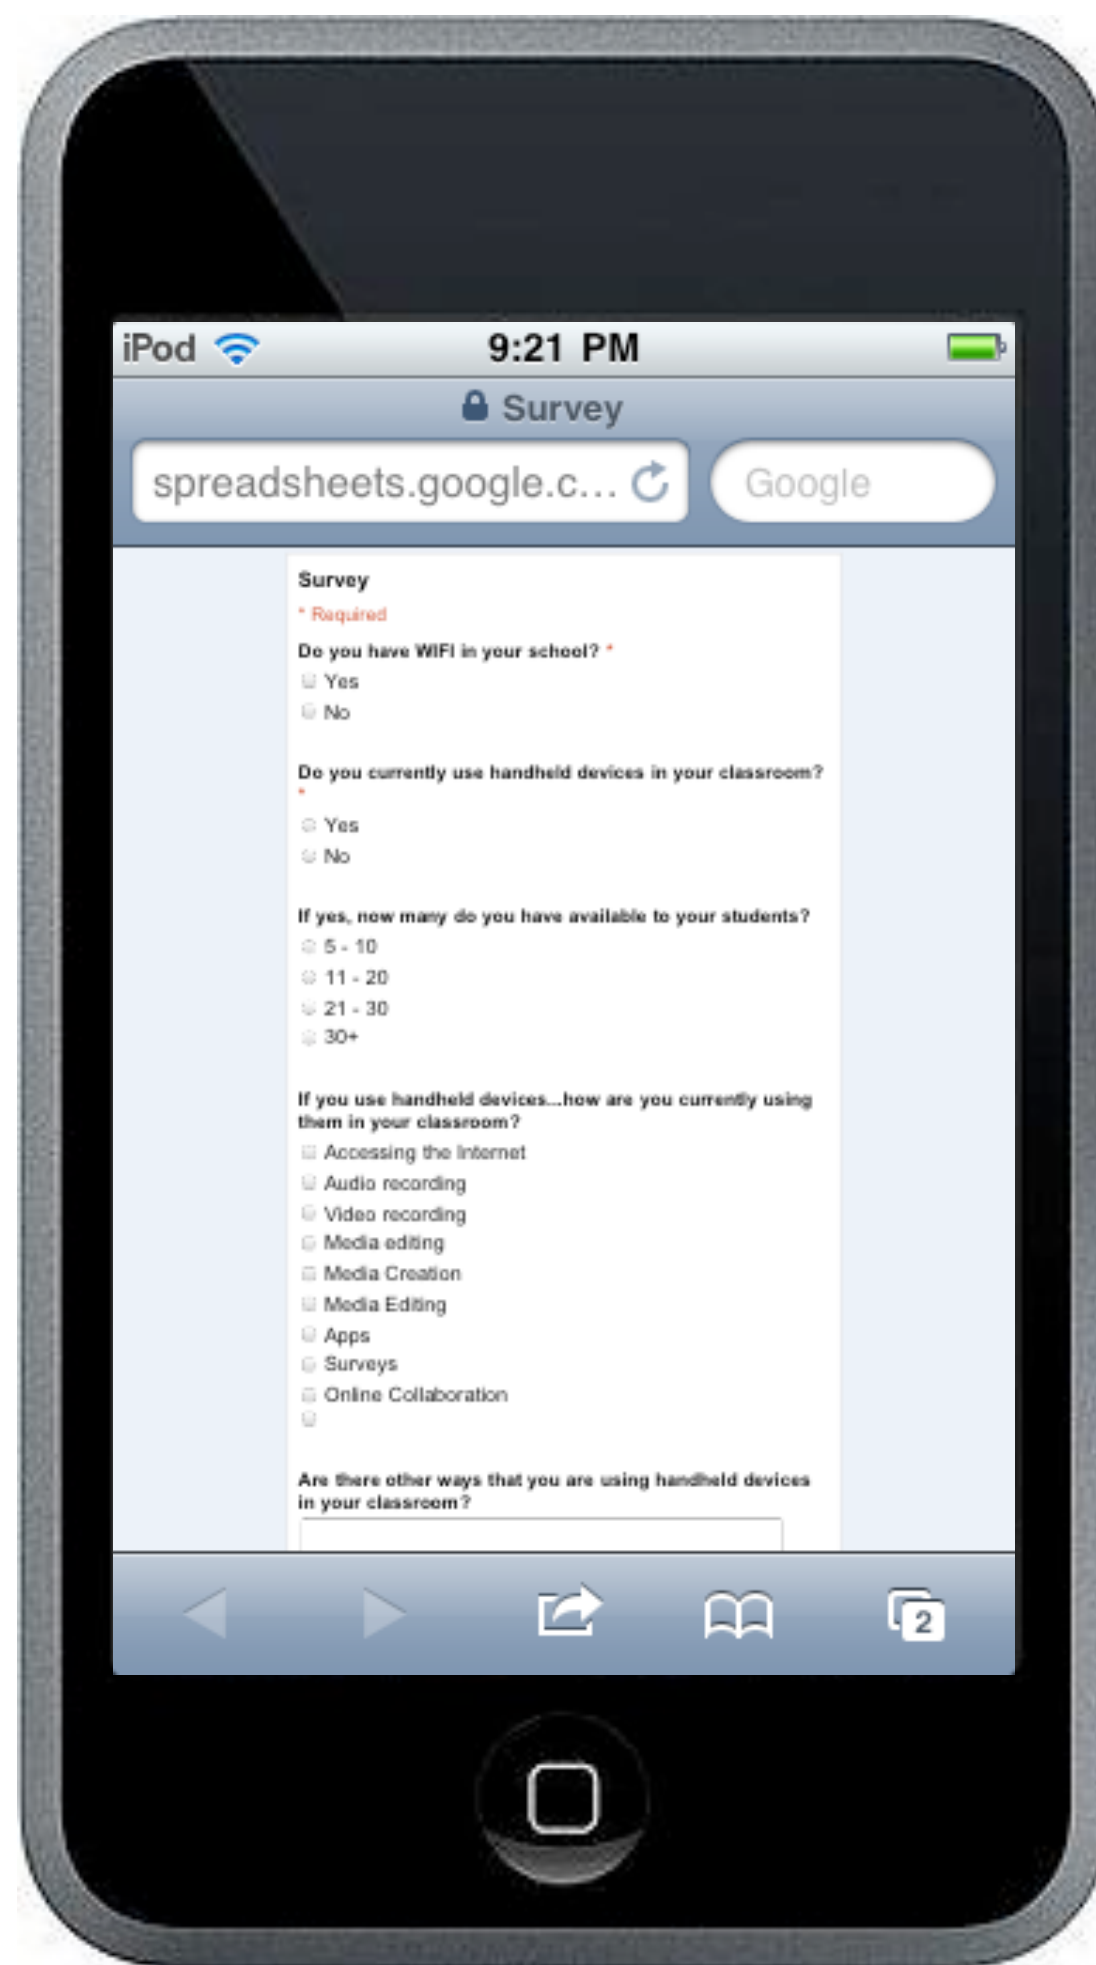 iPod 9:21 PM
Survey
spreadsheets.google.c... Google
Survey
* Required
Do you have WIFI in your school? *
Yes
No
Do you currently use handheld devices in your classroom?
*
Yes
No
If yes, now many do you have available to your students?
5 - 10
11 - 20
21 - 30
30+
If you use handheld devices...how are you currently using
them in your classroom?
Accessing the Internet
Audio recording
Video recording
Media editing
Media Creation
Media Editing
Apps
Surveys
Online Collaboration
Are there other ways that you are using handheld devices
in your classroom?
2